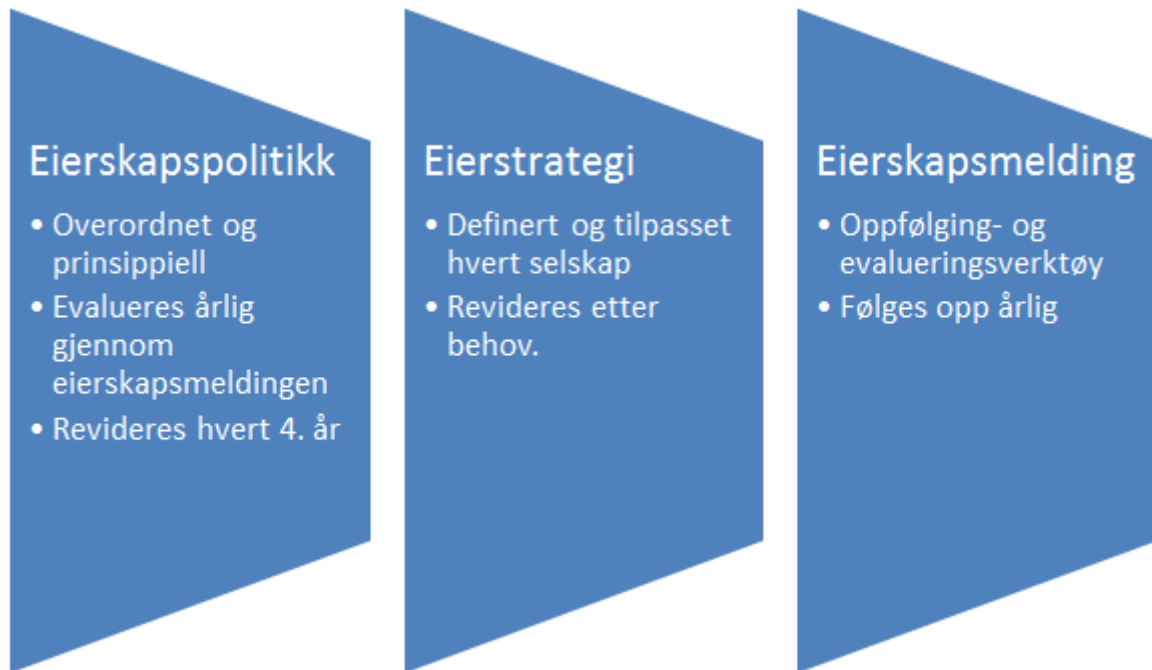 Eierskapspolitikk
• Overordnet og
prinsippiell
• Evalueres årlig
gjennom
eierskapsmeldingen
• Revideres hvert 4. år
Eierstrategi
• Definert og tilpasset
hvert selskap
• Revideres etter
behov.
Eierskapsmelding
• Oppfølging- og
evalueringsverktøy
• Følges opp årlig